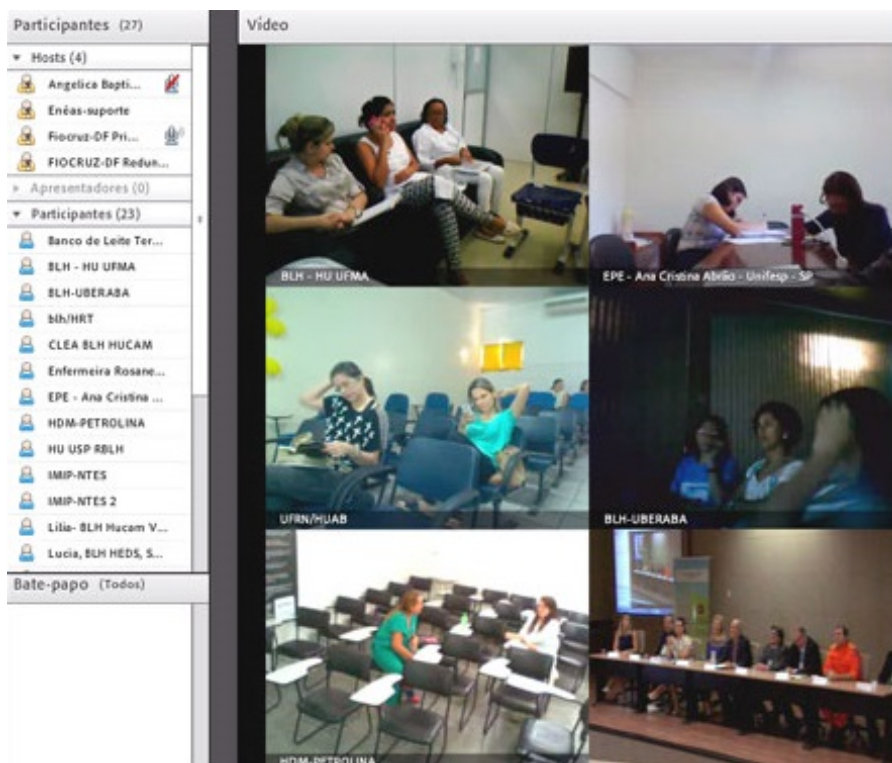 Participantes (27)
Hosts (4)
Angelica Bapti...
Enéas-suporte
Fiocruz-DF Pri...
FIOCRUZ-DF Redun...
Apresentadores (0)
Participantes (23)
Banco de Leite Ter...
BLH - HU UFMA
BLH-UBERABA
blh/HRT
CLEA BLH HUCAM
Enfermeira Rosane...
EPE - Ana Cristina ...
HDM-PETROLINA
HU USP RBLH
IMIP-NTES
IMIP-NTES 2
Lilia- BLH Hucam V...
Lucia, BLH HEDS, S...
Bate-papo (Todos)
Vídeo
BLH - HU UFMA
EPE - Ana Cristina Abrão - Unifesp - SP
UFRN/HUAB
BLH-UBERABA
HDM-PETROLINA